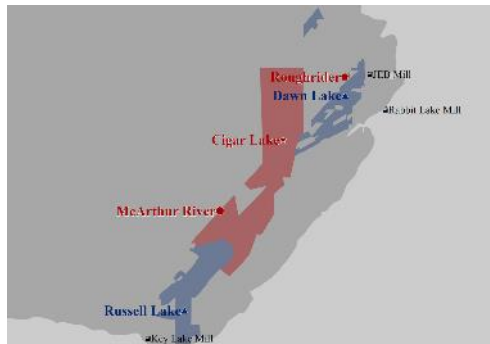 Roughrider
JEB Mill
Dawn Lake
Rabbit Lake Mill
Cigar Lake
McArthur River
Russell Lake
Key Lake Mill